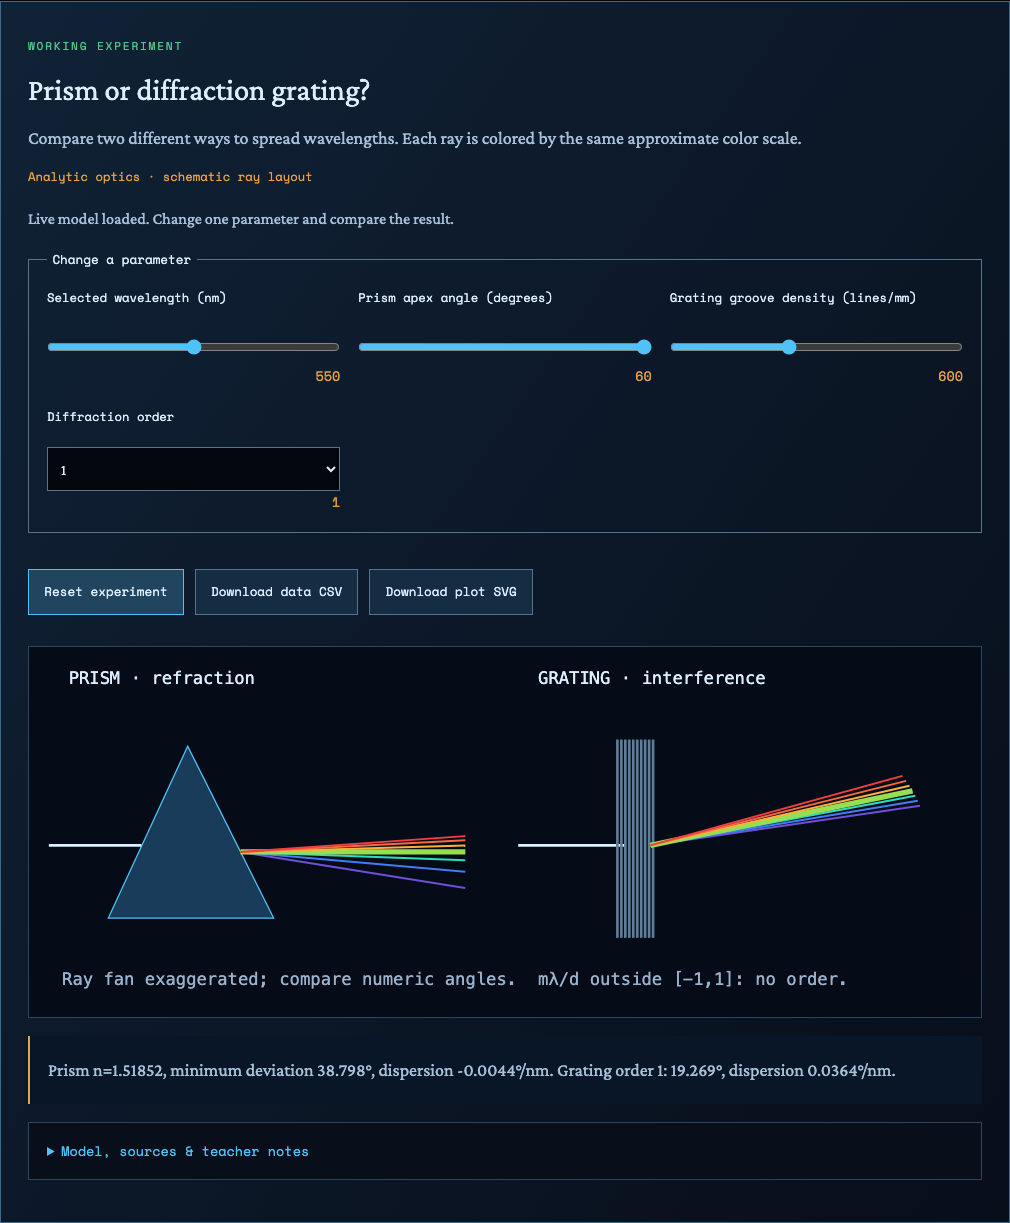 WORKING EXPERIMENT
Prism or diffraction grating?
Compare two different ways to spread wavelengths. Each ray is colored by the same approximate color scale.
Analytic optics · schematic ray layout
Live model loaded. Change one parameter and compare the result.
Change a parameter
Selected wavelength (nm)
550
Prism apex angle (degrees)
60
Grating groove density (lines/mm)
600
Diffraction order
1
1
Reset experiment
Download data CSV
Download plot SVG
PRISM · refraction
GRATING · interference
Ray fan exaggerated; compare numeric angles.
mλ/d outside [−1,1]: no order.
Prism n=1.51852, minimum deviation 38.798°, dispersion -0.0044°/nm. Grating order 1: 19.269°, dispersion 0.0364°/nm.
▶ Model, sources & teacher notes